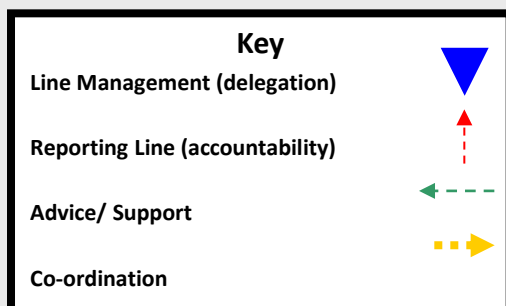 Key
Line Management (delegation)
Reporting Line (accountability)
Advice/ Support
Co-ordination